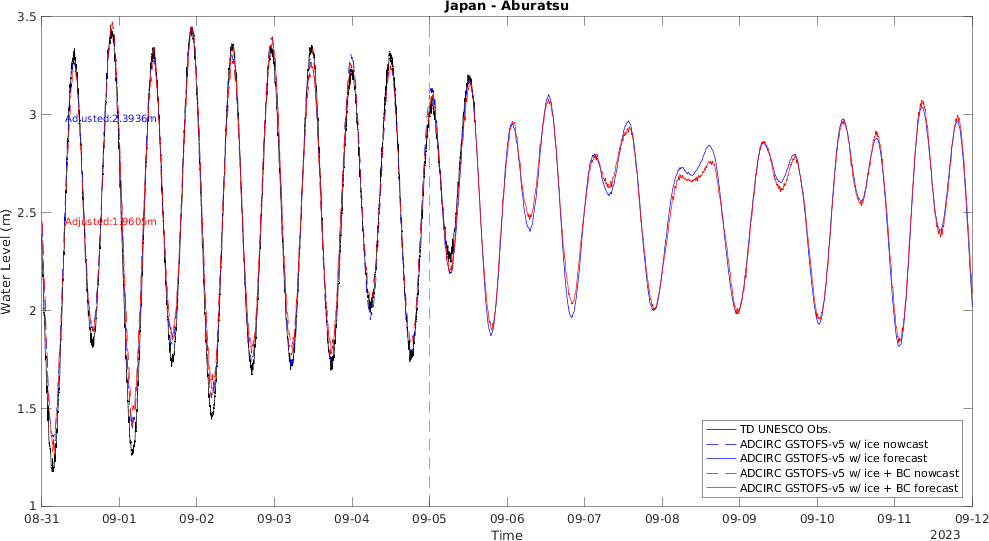 Japan - Aburatsu
3.5
3
2.5
2
1.5
1
Water Level (m)
Adjusted:2.3936m
Adjusted:1.9605m
TD UNESCO Obs.
ADCIRC GSTOFS-v5 w/ ice nowcast
ADCIRC GSTOFS-v5 w/ ice forecast
ADCIRC GSTOFS-v5 w/ ice + BC nowcast
ADCIRC GSTOFS-v5 w/ ice + BC forecast
08-31 09-01 09-02 09-03 09-04 09-05 09-06 09-07 09-08 09-09 09-10 09-11 09-12
Time
2023